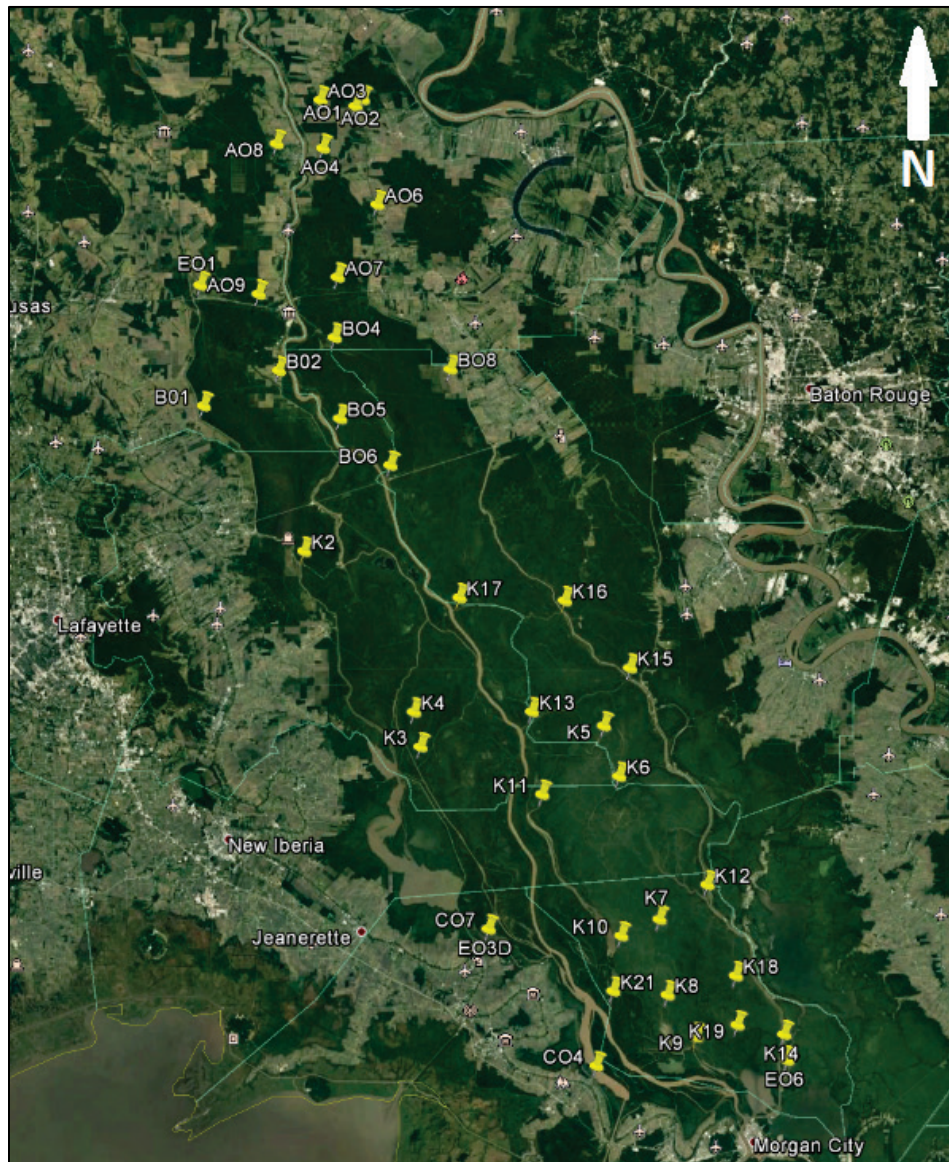 AO3
AO1
AO2
AO8
AO4
N
AO6
EO1
AO7
AO9
usas
BO4
B02
BO8
Baton Rouge
B01
BO5
BO6
K2
K17
K16
Lafayette
K15
K4
K13
K5
K3
K6
K11
New Iberia
ville
K12
K7
CO7
K10
Jeanerette
EO3D
K18
K21
K8
K19
K9
K14
CO4
EO6
Morgan City